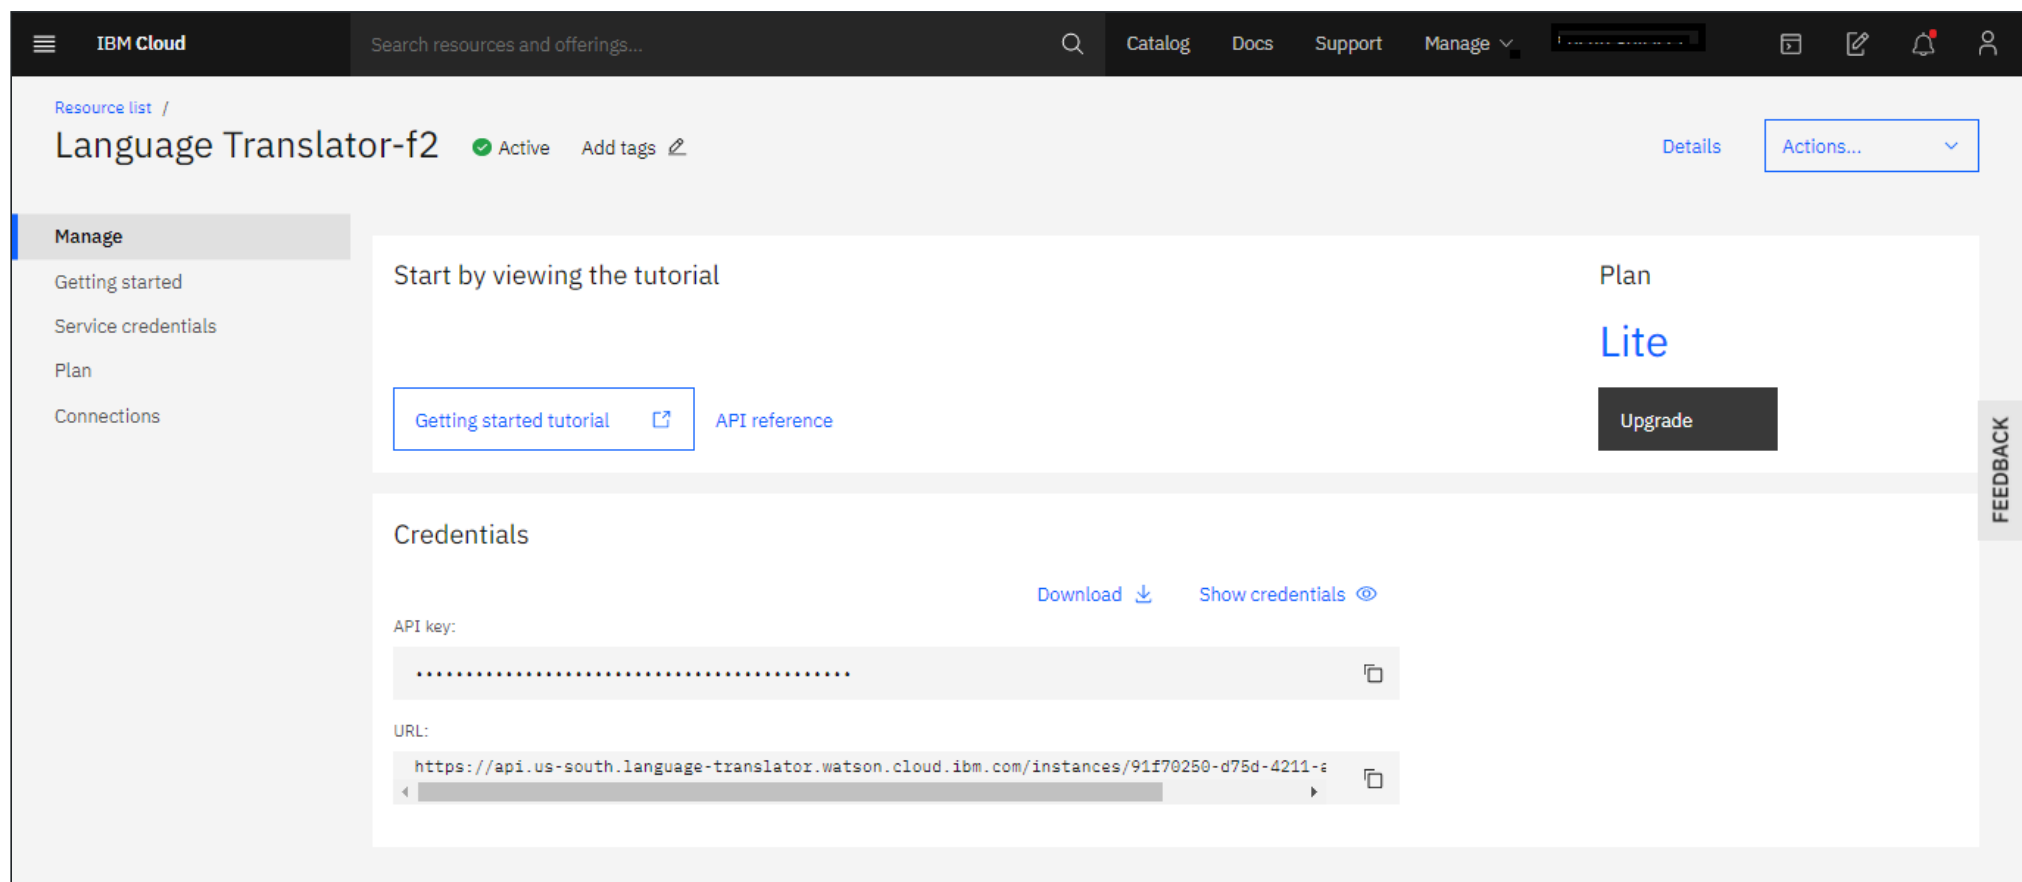 IBM Cloud
Search resources and offerings...
Catalog Docs Support Manage
Resource list /
Language Translator-f2 Active Add tags
Details Actions...
Manage
Getting started
Service credentials
Plan
Connections
Start by viewing the tutorial
Getting started tutorial API reference
Plan
Lite
Upgrade
FEEDBACK
Credentials
Download Show credentials
API key:
••••••••••••••••••••••••••••••••••••••••••••
URL:
https://api.us-south.language-translator.watson.cloud.ibm.com/instances/91f70250-d75d-4211-